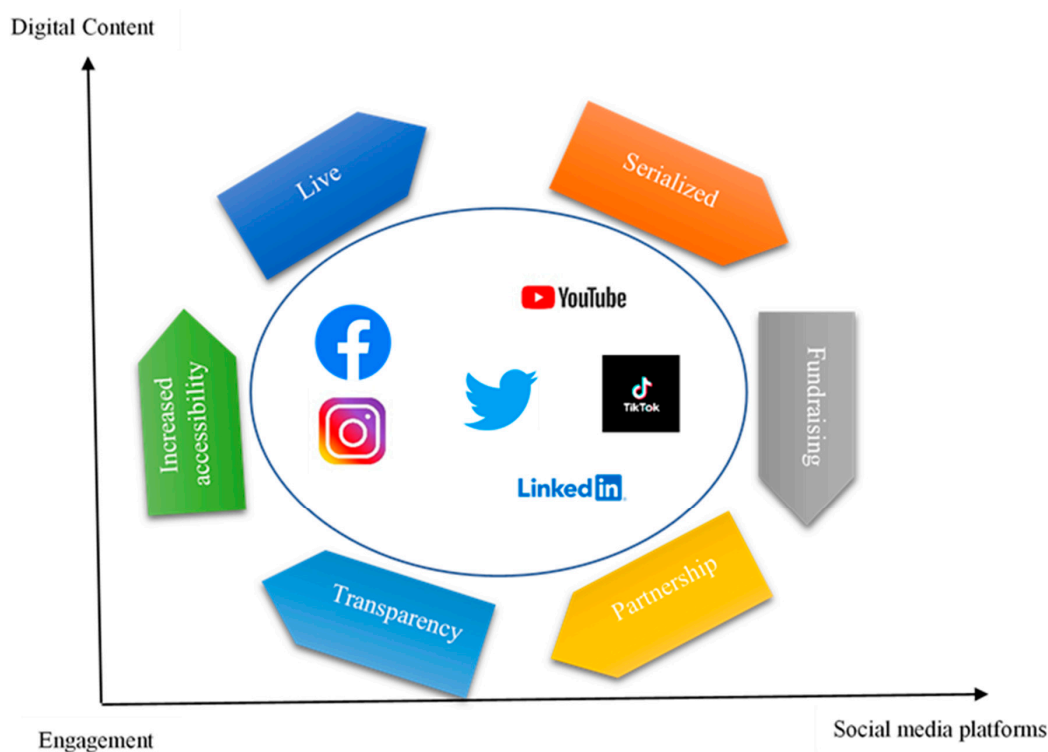 Digital Content
Live
Serialized
YouTube
Increased
accessibility
TikTok
Fundraising
LinkedIn
Transparency
Partnership
Engagement
Social media platforms